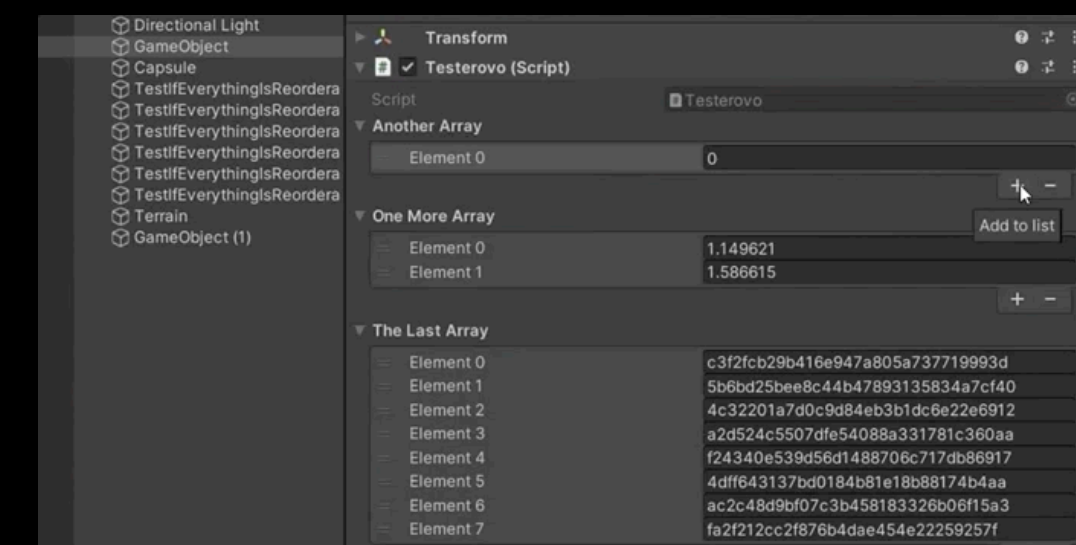 Directional Light
GameObject
Capsule
TestIfEverythingIsReordera
TestIfEverythingIsReordera
TestIfEverythingIsReordera
TestIfEverythingIsReordera
TestIfEverythingIsReordera
TestIfEverythingIsReordera
Terrain
GameObject (1)
Transform
# Testerovo (Script)
Script Testerovo
Another Array
Element 0 0
+ -
Add to list
One More Array
Element 0 1.149621
Element 1 1.586615
+ -
The Last Array
Element 0 c3f2fcb29b416e947a805a737719993d
Element 1 5b6bd25bee8c44b47893135834a7cf40
Element 2 4c32201a7d0c9d84eb3b1dc6e22e6912
Element 3 a2d524c5507dfe54088a331781c360aa
Element 4 f24340e539d56d1488706c717db86917
Element 5 4dff643137bd0184b81e18b88174b4aa
Element 6 ac2c48d9bf07c3b458183326b06f15a3
Element 7 fa2f212cc2f876b4dae454e22259257f